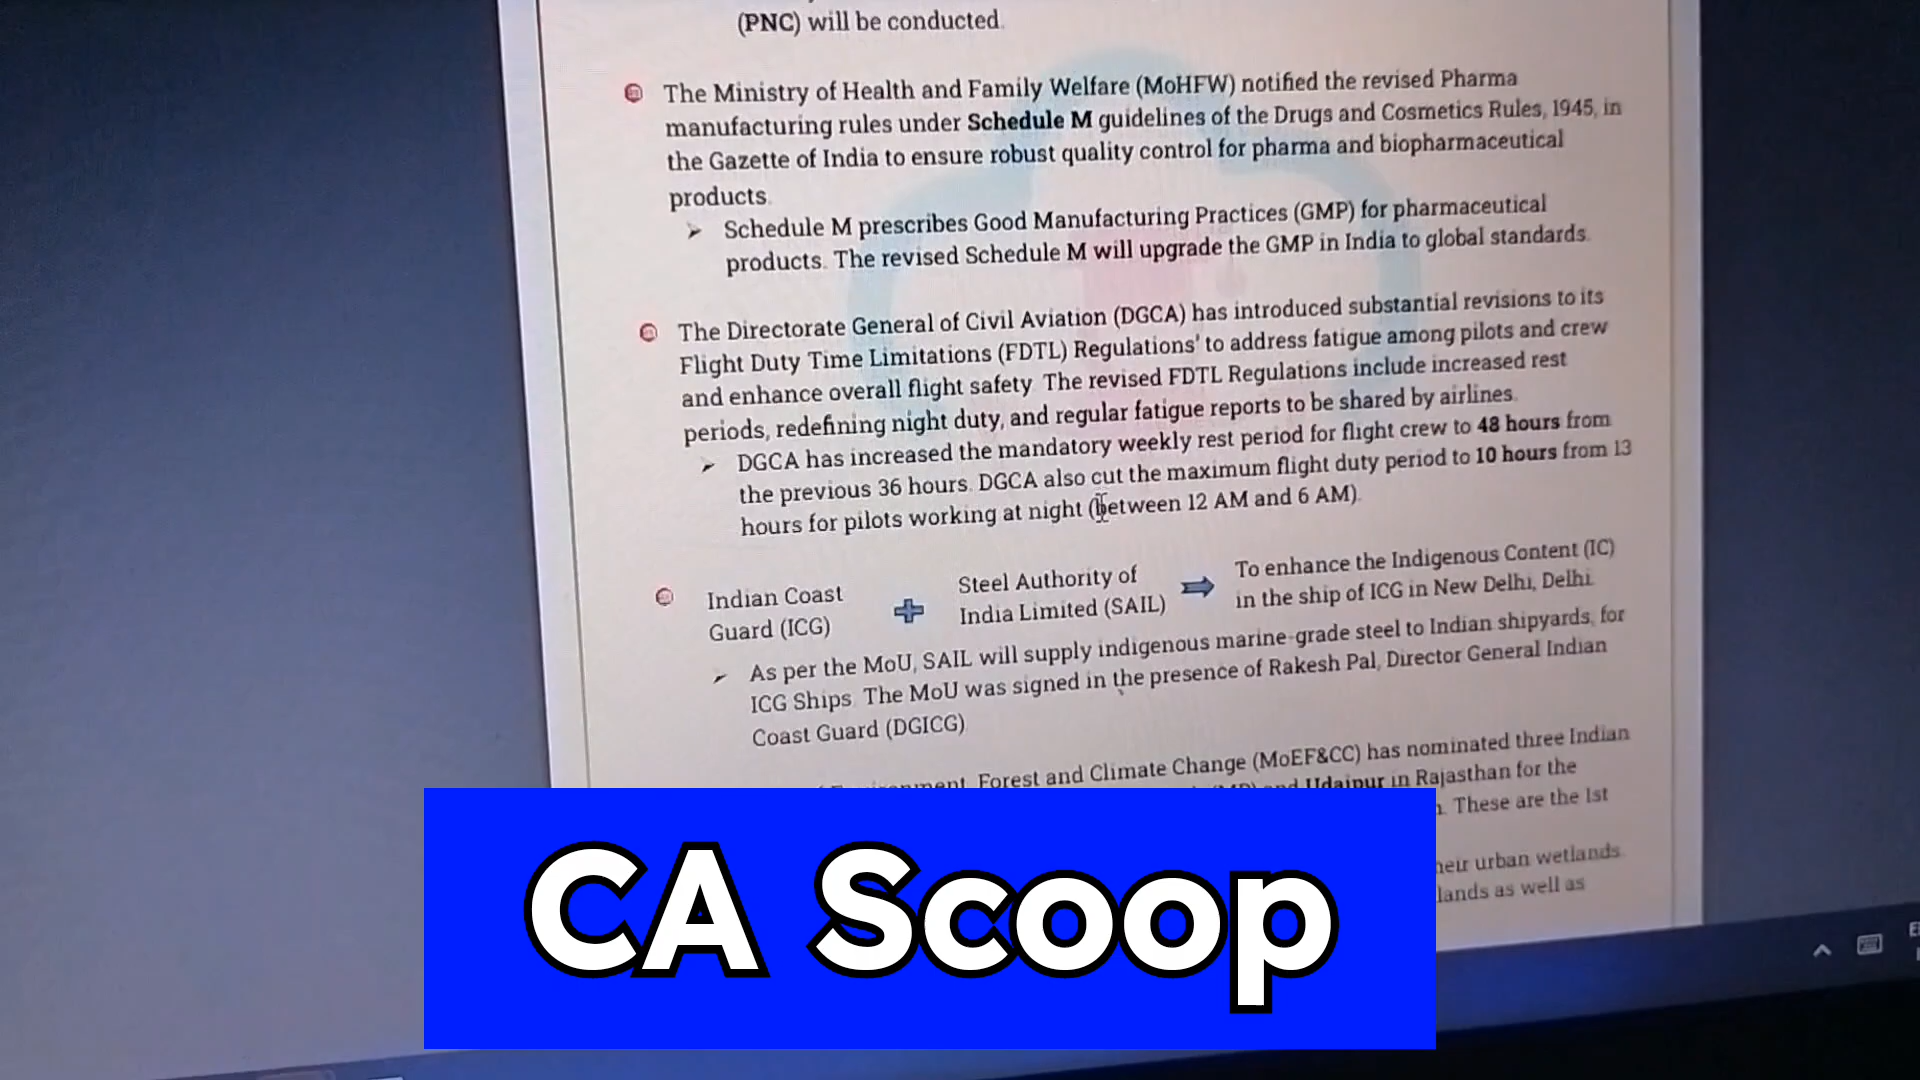 (PNC) will be conducted.
The Ministry of Health and Family Welfare (MoHFW) notified the revised Pharma
manufacturing rules under Schedule M guidelines of the Drugs and Cosmetics Rules, 1945, in
the Gazette of India to ensure robust quality control for pharma and biopharmaceutical
products.
➤ Schedule M prescribes Good Manufacturing Practices (GMP) for pharmaceutical
products. The revised Schedule M will upgrade the GMP in India to global standards.
The Directorate General of Civil Aviation (DGCA) has introduced substantial revisions to its
Flight Duty Time Limitations (FDTL) Regulations' to address fatigue among pilots and crew
and enhance overall flight safety. The revised FDTL Regulations include increased rest
periods, redefining night duty, and regular fatigue reports to be shared by airlines.
➤ DGCA has increased the mandatory weekly rest period for flight crew to 48 hours from
the previous 36 hours. DGCA also cut the maximum flight duty period to 10 hours from 13
hours for pilots working at night (between 12 AM and 6 AM).
Indian Coast
Guard (ICG)
Steel Authority of
India Limited (SAIL)
To enhance the Indigenous Content (IC)
in the ship of ICG in New Delhi, Delhi.
➤ As per the MoU, SAIL will supply indigenous marine-grade steel to Indian shipyards, for
ICG Ships. The MoU was signed in the presence of Rakesh Pal, Director General Indian
Coast Guard (DGICG).
Forest and Climate Change (MoEF&CC) has nominated three Indian
and Udaipur in Rajasthan for the
These are the 1st
urban wetlands.
lands as well as
CA Scoop